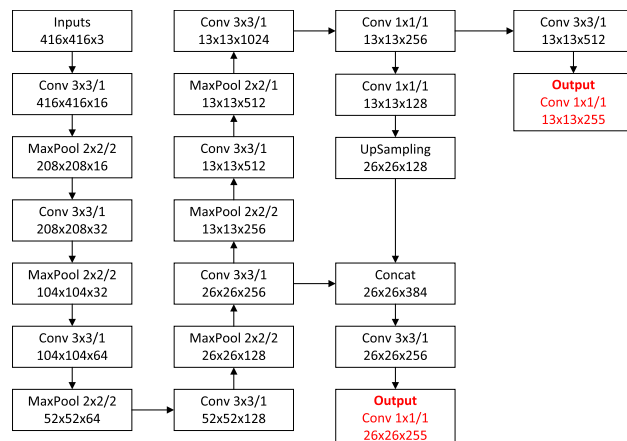 Inputs
416x416x3
Conv 3x3/1
416x416x16
MaxPool 2x2/2
208x208x16
Conv 3x3/1
208x208x32
MaxPool 2x2/2
104x104x32
Conv 3x3/1
104x104x64
MaxPool 2x2/2
52x52x64
Conv 3x3/1
52x52x128
MaxPool 2x2/2
26x26x128
Conv 3x3/1
26x26x256
MaxPool 2x2/2
13x13x256
Conv 3x3/1
13x13x512
MaxPool 2x2/1
13x13x512
Conv 3x3/1
13x13x1024
Conv 1x1/1
13x13x256
Conv 1x1/1
13x13x128
UpSampling
26x26x128
Concat
26x26x384
Conv 3x3/1
26x26x256
Output
Conv 1x1/1
26x26x255
Conv 3x3/1
13x13x512
Output
Conv 1x1/1
13x13x255